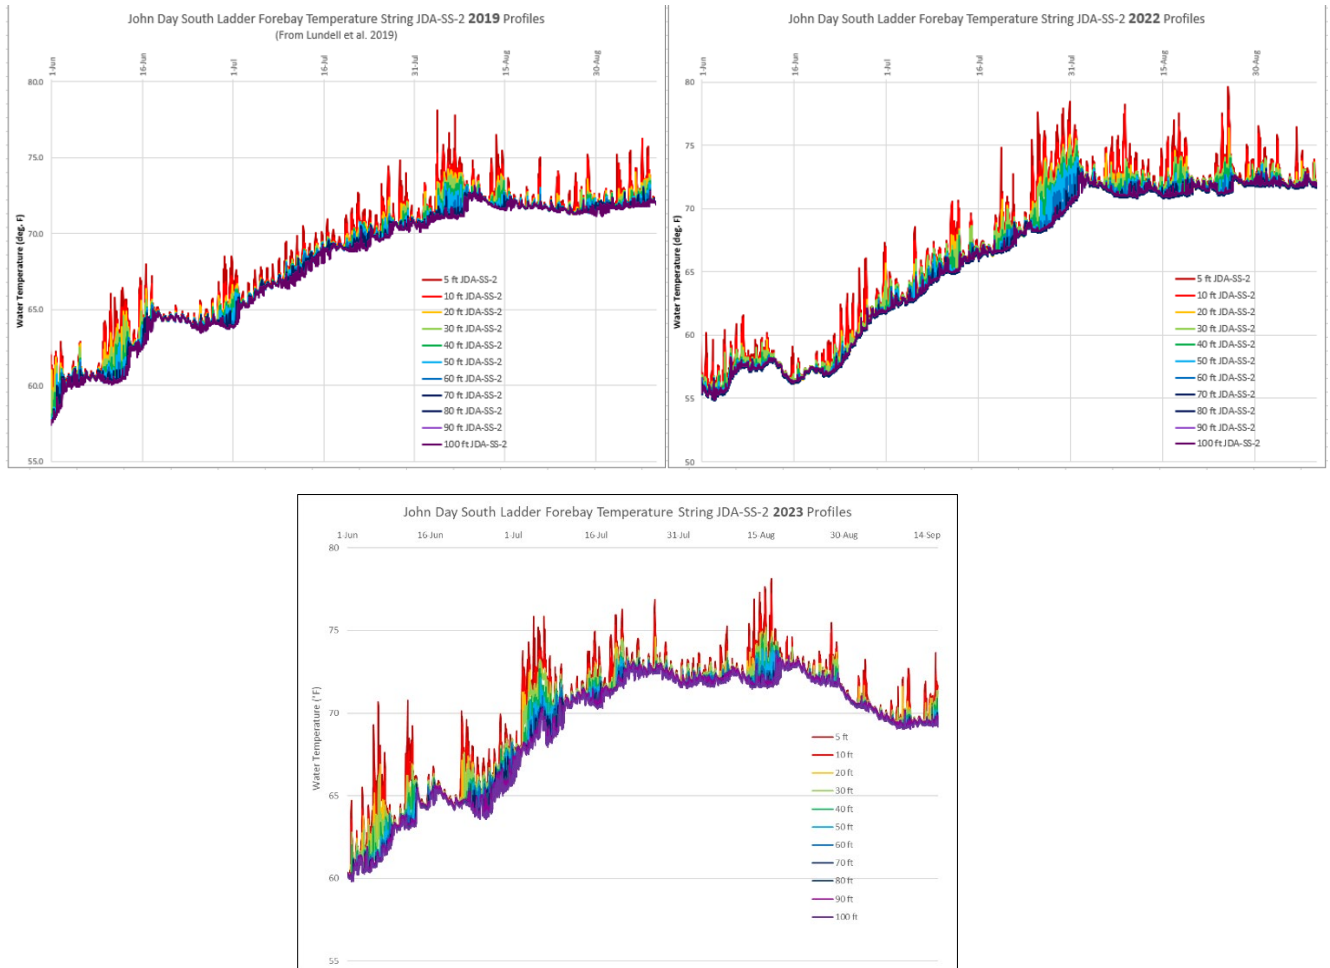 John Day South Ladder Forebay Temperature String JDA-SS-2 2019 Profiles
(From Lundell et al. 2019)
1-Jun 16-Jun 1-Jul 16-Jul 31-Jul 15-Aug 30-Aug
80.0
75.0
70.0
65.0
60.0
55.0
Water Temperature (deg. F)
5 ft JDA-SS-2
10 ft JDA-SS-2
20 ft JDA-SS-2
30 ft JDA-SS-2
40 ft JDA-SS-2
50 ft JDA-SS-2
60 ft JDA-SS-2
70 ft JDA-SS-2
80 ft JDA-SS-2
90 ft JDA-SS-2
100 ft JDA-SS-2
John Day South Ladder Forebay Temperature String JDA-SS-2 2022 Profiles
1-Jun 16-Jun 1-Jul 16-Jul 31-Jul 15-Aug 30-Aug
80
75
70
65
60
55
50
Water Temperature (deg. F)
5 ft JDA-SS-2
10 ft JDA-SS-2
20 ft JDA-SS-2
30 ft JDA-SS-2
40 ft JDA-SS-2
50 ft JDA-SS-2
60 ft JDA-SS-2
70 ft JDA-SS-2
80 ft JDA-SS-2
90 ft JDA-SS-2
100 ft JDA-SS-2
John Day South Ladder Forebay Temperature String JDA-SS-2 2023 Profiles
1-Jun 16-Jun 1-Jul 16-Jul 31-Jul 15-Aug 30-Aug 14-Sep
80
75
70
65
60
55
Water Temperature (°F)
5 ft
10 ft
20 ft
30 ft
40 ft
50 ft
60 ft
70 ft
80 ft
90 ft
100 ft